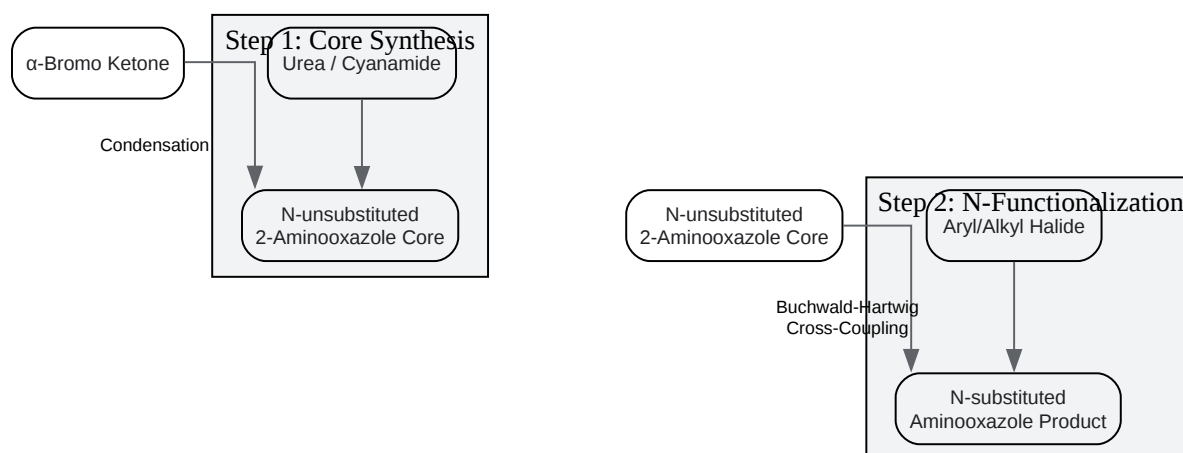 Step 1: Core Synthesis
α-Bromo Ketone
Urea / Cyanamide
Condensation
N-unsubstituted
2-Aminooxazole Core
Step 2: N-Functionalization
N-unsubstituted
2-Aminooxazole Core
Aryl/Alkyl Halide
Buchwald-Hartwig
Cross-Coupling
N-substituted
Aminooxazole Product